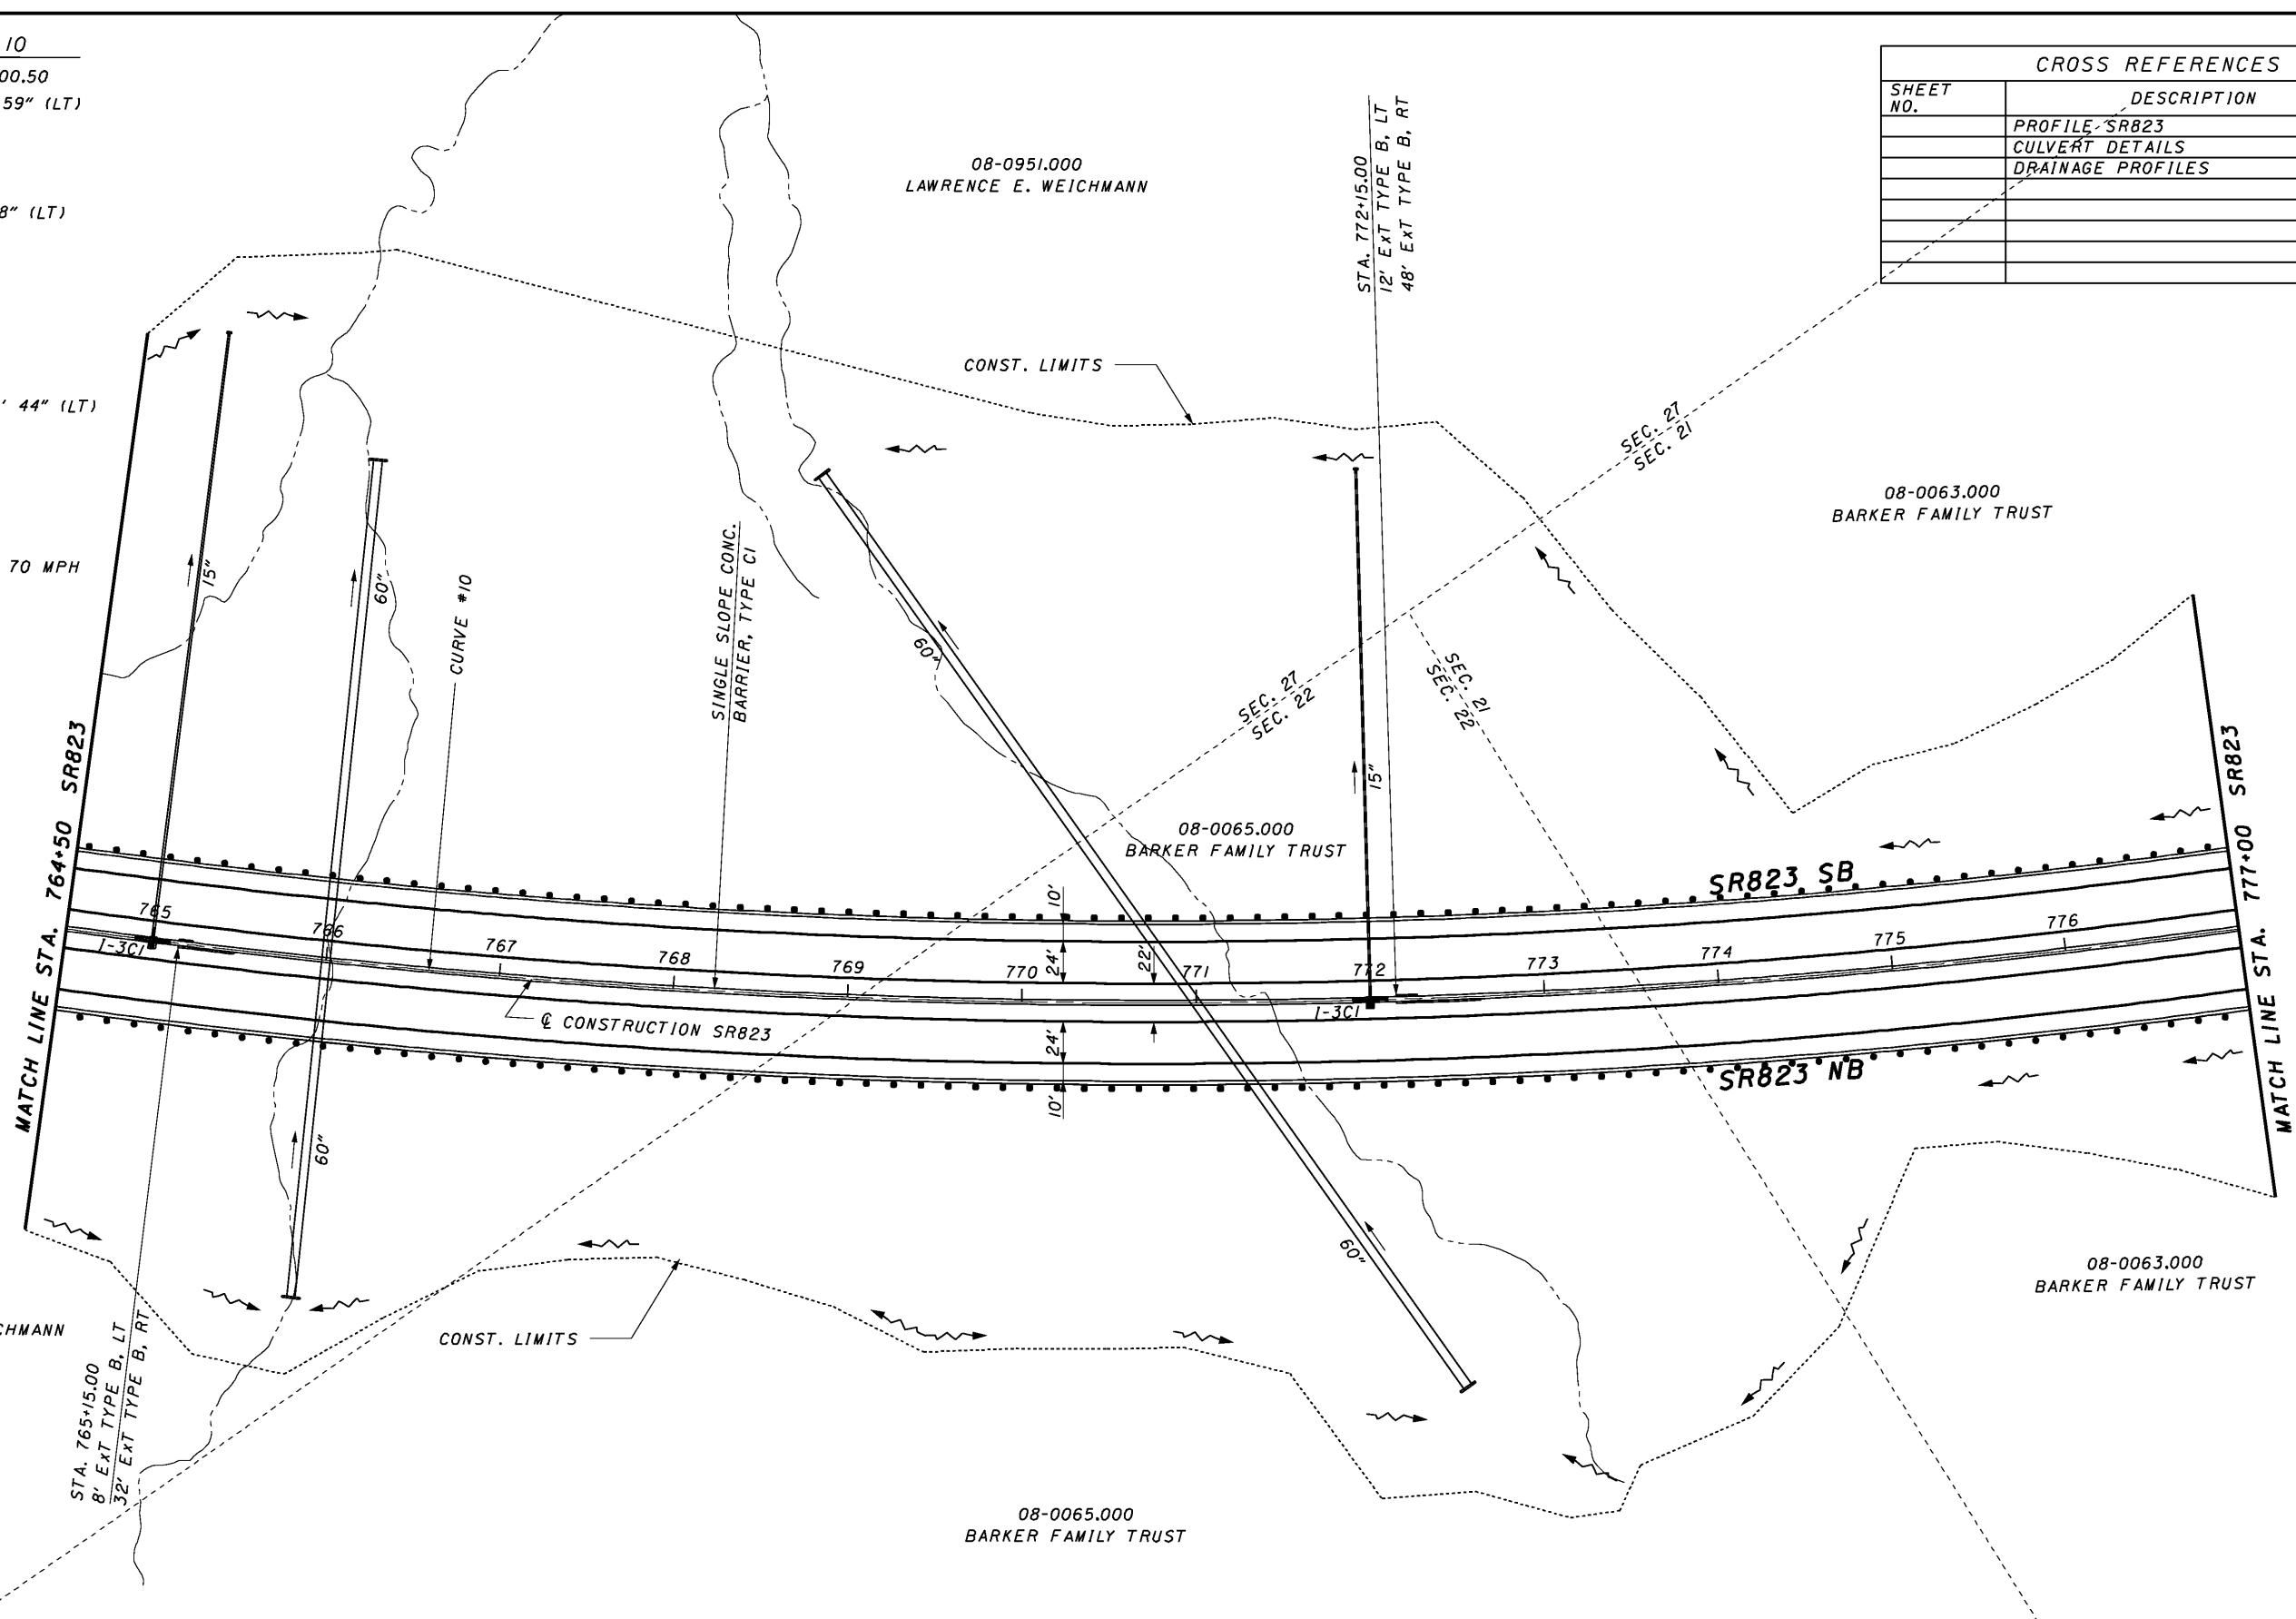 10
00.50
59" (LT)
8" (LT)
' 44" (LT)
70 MPH
CROSS REFERENCES
SHEET NO.
DESCRIPTION
PROFILE SR823
CULVERT DETAILS
DRAINAGE PROFILES
08-0951.000
LAWRENCE E. WEICHMANN
STA. 772+15.00
12' EXT TYPE B, LT
48' EXT TYPE B, RT
CONST. LIMITS
SEC. 27
SEC. 21
08-0063.000
BARKER FAMILY TRUST
15"
60"
CURVE #10
SINGLE SLOPE CONC.
BARRIER, TYPE C1
60"
SEC. 27
SEC. 22
SEC. 21
SEC. 22
15"
08-0065.000
BARKER FAMILY TRUST
MATCH LINE STA. 764+50 SR823
MATCH LINE STA. 777+00 SR823
SR823 SB
10'
24'
22'
765
766
767
768
769
770
771
772
773
774
775
776
1-3C1
1-3C1
℄ CONSTRUCTION SR823
24'
10'
SR823 NB
60"
60"
CONST. LIMITS
08-0063.000
BARKER FAMILY TRUST
CHMANN
STA. 765+15.00
8' EXT TYPE B, LT
32' EXT TYPE B, RT
08-0065.000
BARKER FAMILY TRUST